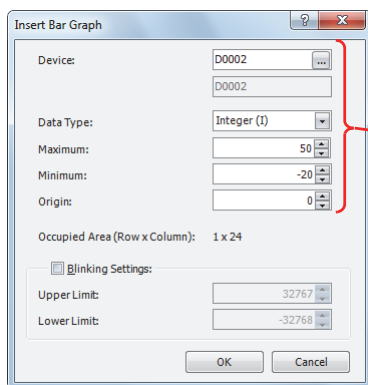 Insert Bar Graph
Device: D0002 ...
D0002
Data Type: Integer (I)
Maximum: 50
Minimum: -20
Origin: 0
Occupied Area (Row x Column): 1 x 24
Blinking Settings:
Upper Limit: 32767
Lower Limit: -32768
OK Cancel